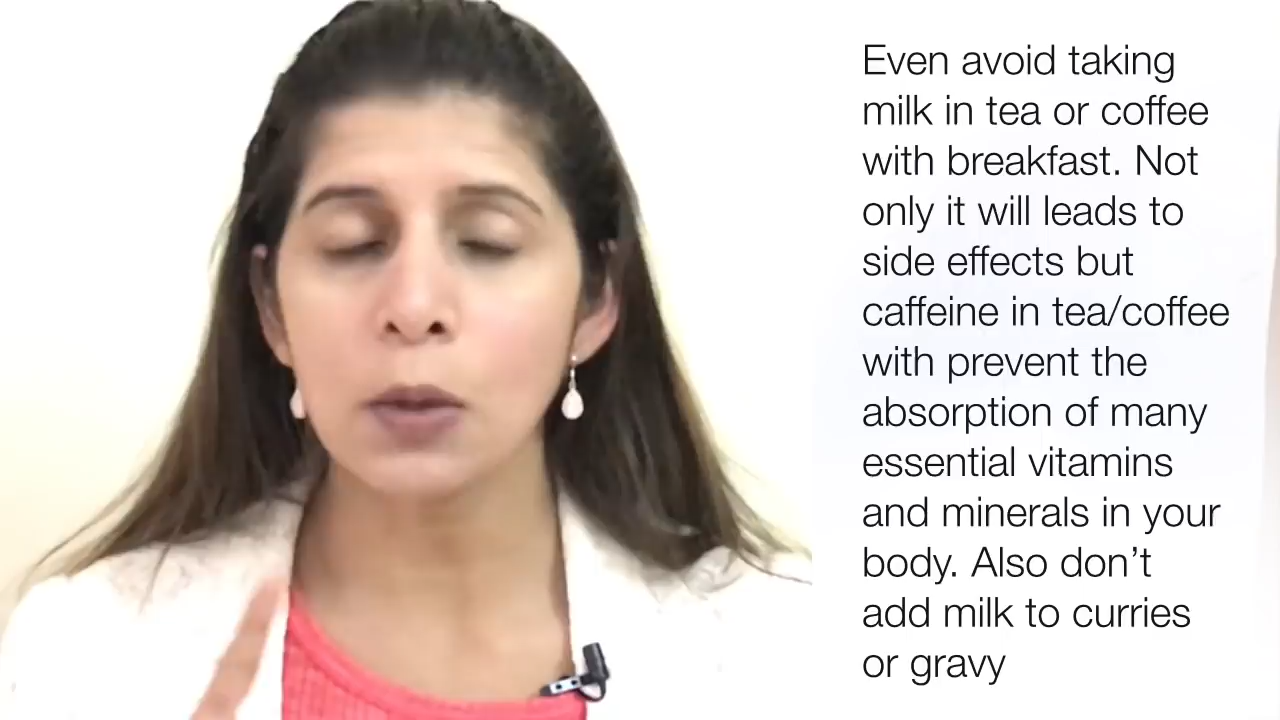 Even avoid taking
milk in tea or coffee
with breakfast. Not
only it will leads to
side effects but
caffeine in tea/coffee
with prevent the
absorption of many
essential vitamins
and minerals in your
body. Also don’t
add milk to curries
or gravy